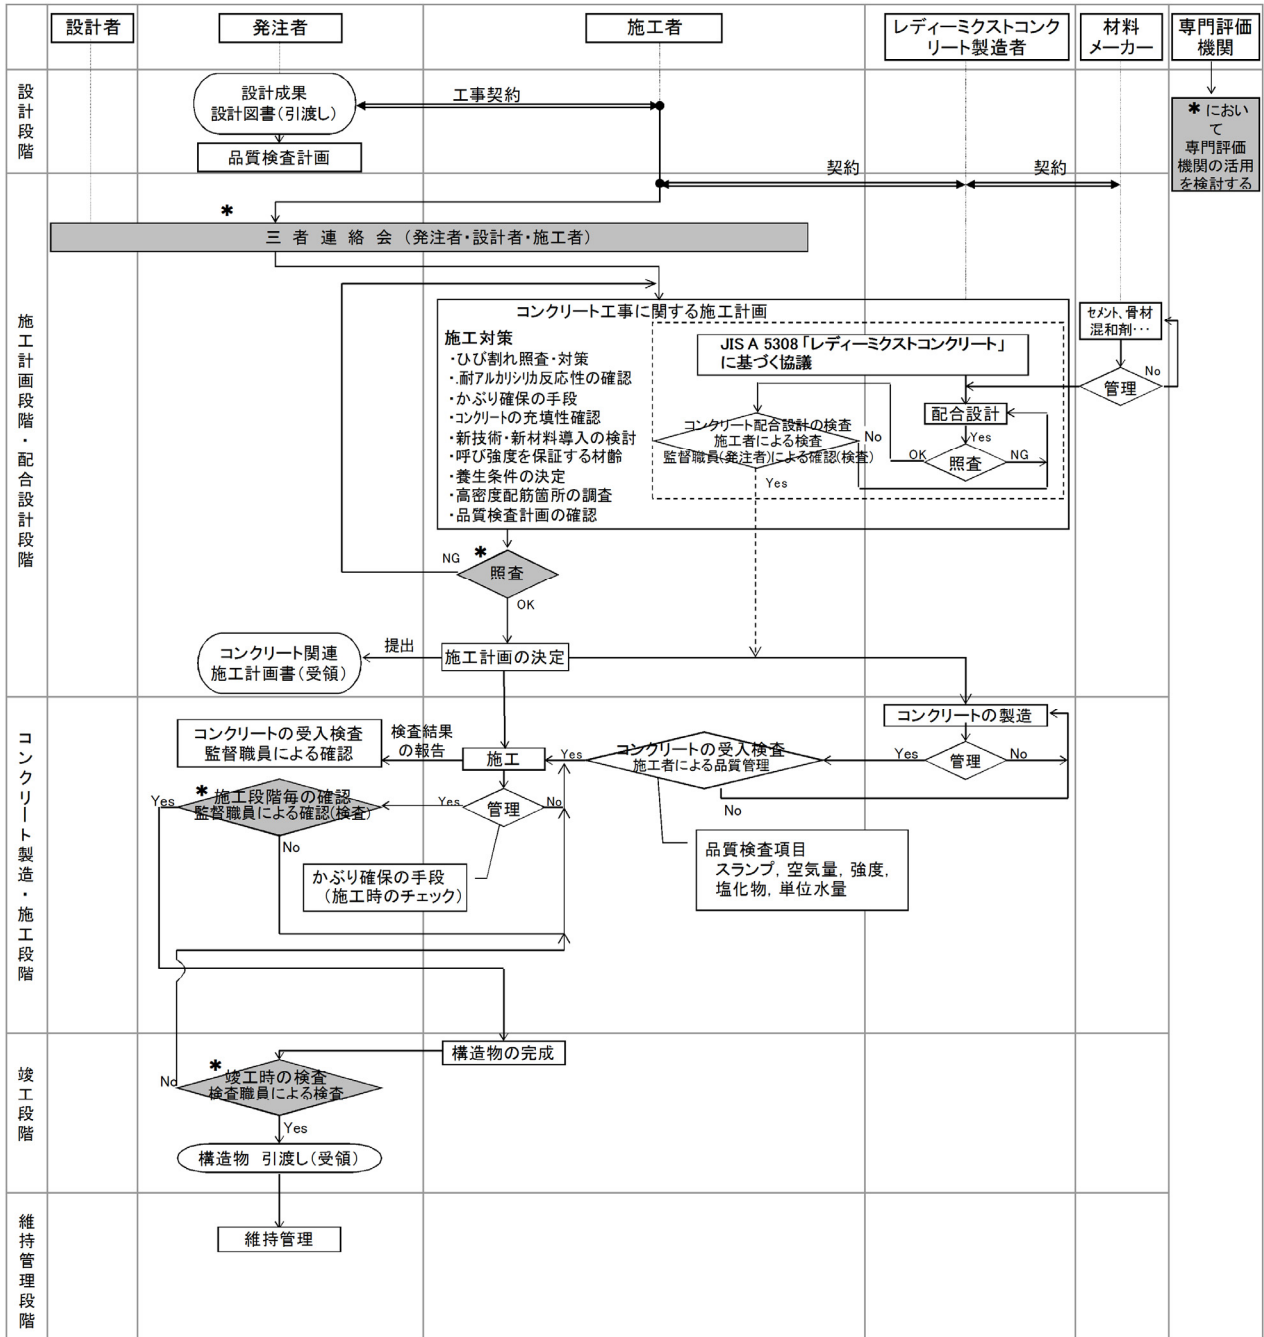 設計者
発注者
施工者
レディーミクストコンク
リート製造者
材料
メーカー
専門評価
機関
設計段階
設計成果
設計図書(引渡し)
工事契約
品質検査計画
* におい
て
専門評価
機関の活用
を検討する
契約
契約
施工計画段階・配合設計段階
*
三者連絡会(発注者・設計者・施工者)
コンクリート工事に関する施工計画
施工対策
・ひび割れ照査・対策
・.耐アルカリシリカ反応性の確認
・かぶり確保の手段
・コンクリートの充填性確認
・新技術・新材料導入の検討
・呼び強度を保証する材齢
・養生条件の決定
・高密度配筋箇所の調査
・品質検査計画の確認
JIS A 5308「レディーミクストコンクリート」
に基づく協議
配合設計
Yes
照査
OK
NG
コンクリート配合設計の検査
施工者による検査
監督職員(発注者)による確認(検査)
No
Yes
セメント、骨材
混和剤…
管理
No
*
照査
NG
OK
施工計画の決定
提出
コンクリート関連
施工計画書(受領)
コンクリート製造・施工段階
コンクリートの製造
管理
Yes
No
コンクリートの受入検査
施工者による品質管理
Yes
No
品質検査項目
スランプ, 空気量, 強度,
塩化物, 単位水量
施工
検査結果
の報告
コンクリートの受入検査
監督職員による確認
管理
Yes
No
*
施工段階毎の確認
監督職員による確認(検査)
Yes
No
かぶり確保の手段
(施工時のチェック)
竣工段階
構造物の完成
*
竣工時の検査
検査職員による検査
No
Yes
構造物 引渡し(受領)
維持管理段階
維持管理